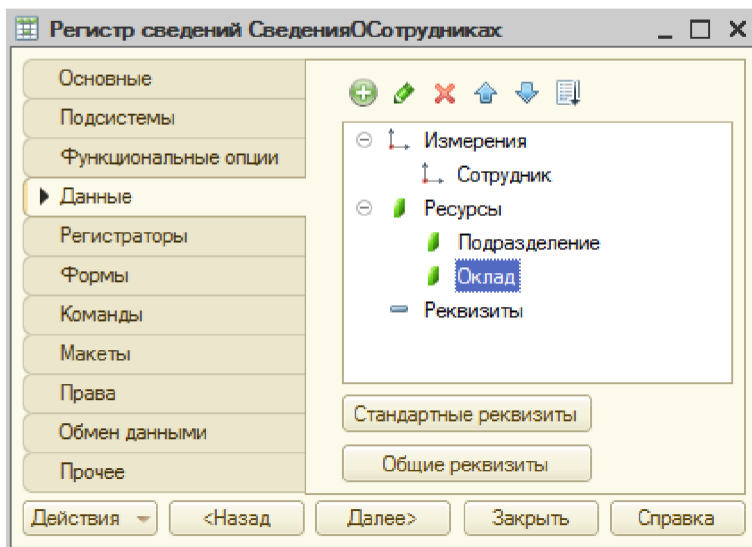 Регистр сведений СведенияОСотрудниках
Основные
Подсистемы
Функциональные опции
Данные
Регистраторы
Формы
Команды
Макеты
Права
Обмен данными
Прочее
Измерения
Сотрудник
Ресурсы
Подразделение
Оклад
Реквизиты
Стандартные реквизиты
Общие реквизиты
Действия <Назад Далее> Закрыть Справка